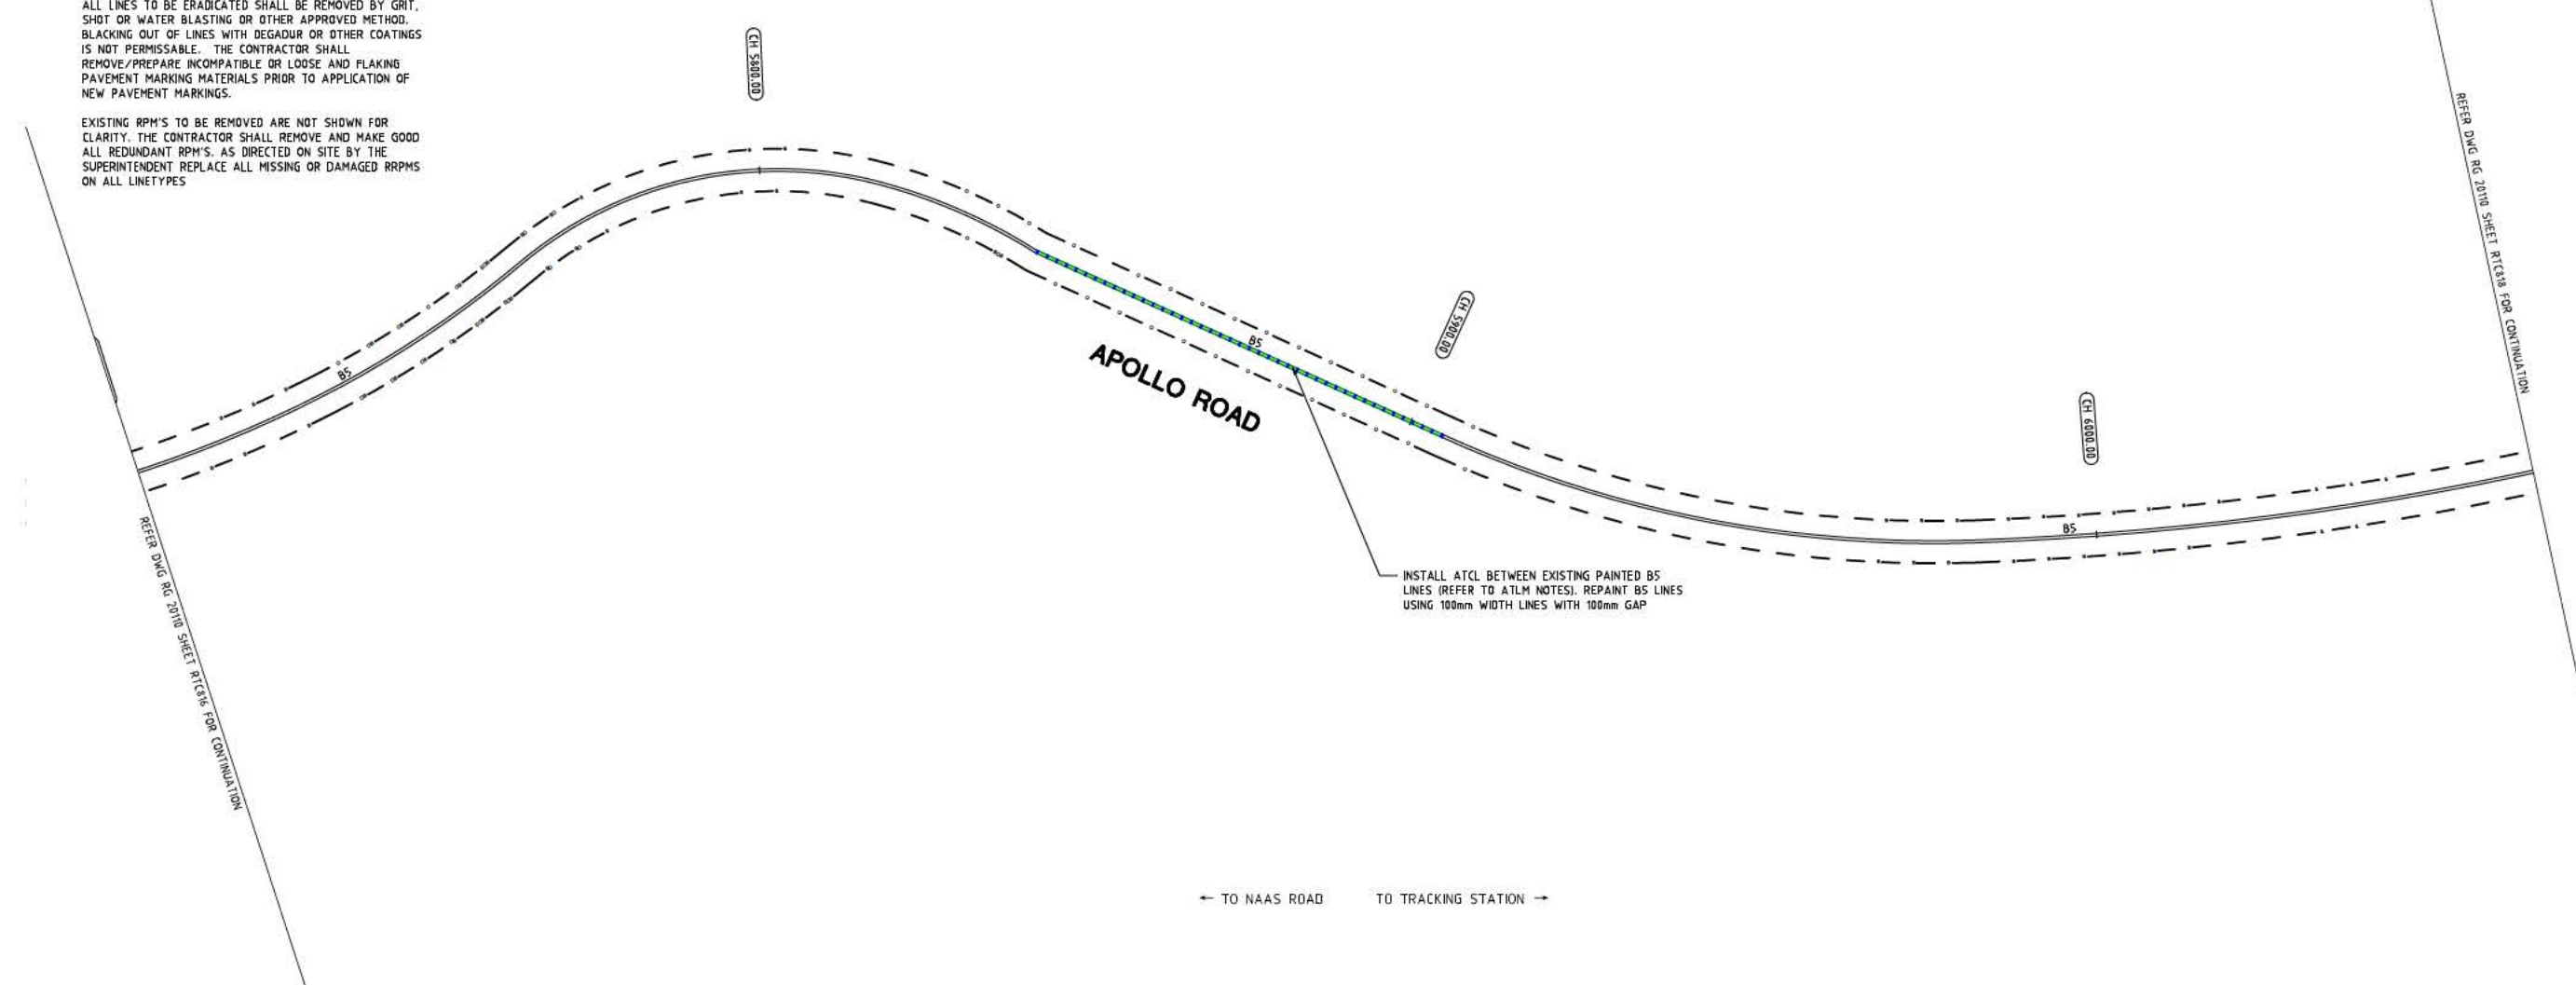 ALL LINES TO BE ERADICATED SHALL BE REMOVED BY GRIT,
SHOT OR WATER BLASTING OR OTHER APPROVED METHOD.
BLACKING OUT OF LINES WITH DEGADUR OR OTHER COATINGS
IS NOT PERMISSABLE. THE CONTRACTOR SHALL
REMOVE/PREPARE INCOMPATIBLE OR LOOSE AND FLAKING
PAVEMENT MARKING MATERIALS PRIOR TO APPLICATION OF
NEW PAVEMENT MARKINGS.
EXISTING RPM'S TO BE REMOVED ARE NOT SHOWN FOR
CLARITY. THE CONTRACTOR SHALL REMOVE AND MAKE GOOD
ALL REDUNDANT RPM'S. AS DIRECTED ON SITE BY THE
SUPERINTENDENT REPLACE ALL MISSING OR DAMAGED RRPMS
ON ALL LINETYPES
CH 5800.00
REFER DWG RG 20110 SHEET RTC818 FOR CONTINUATION
CH 5900.00
B5
B5
APOLLO ROAD
CH 6000.00
B5
REFER DWG RG 20110 SHEET RTC816 FOR CONTINUATION
INSTALL ATCL BETWEEN EXISTING PAINTED B5
LINES (REFER TO ATLM NOTES). REPAINT B5 LINES
USING 100mm WIDTH LINES WITH 100mm GAP
← TO NAAS ROAD TO TRACKING STATION →